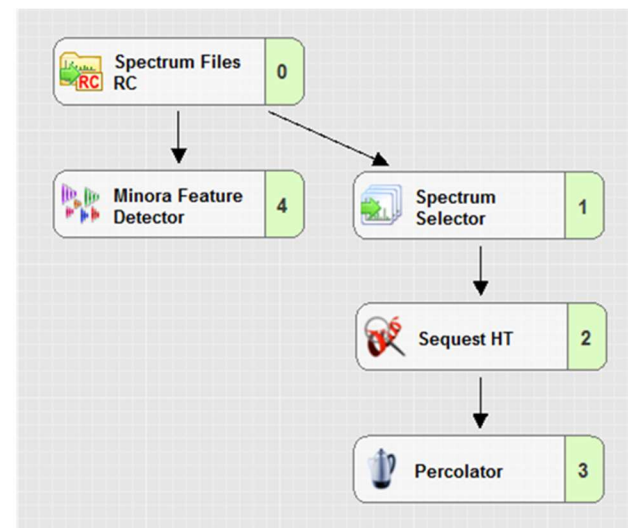 Spectrum Files
RC
RC
0
Minora Feature
Detector
4
Spectrum
Selector
1
Sequest HT
2
Percolator
3